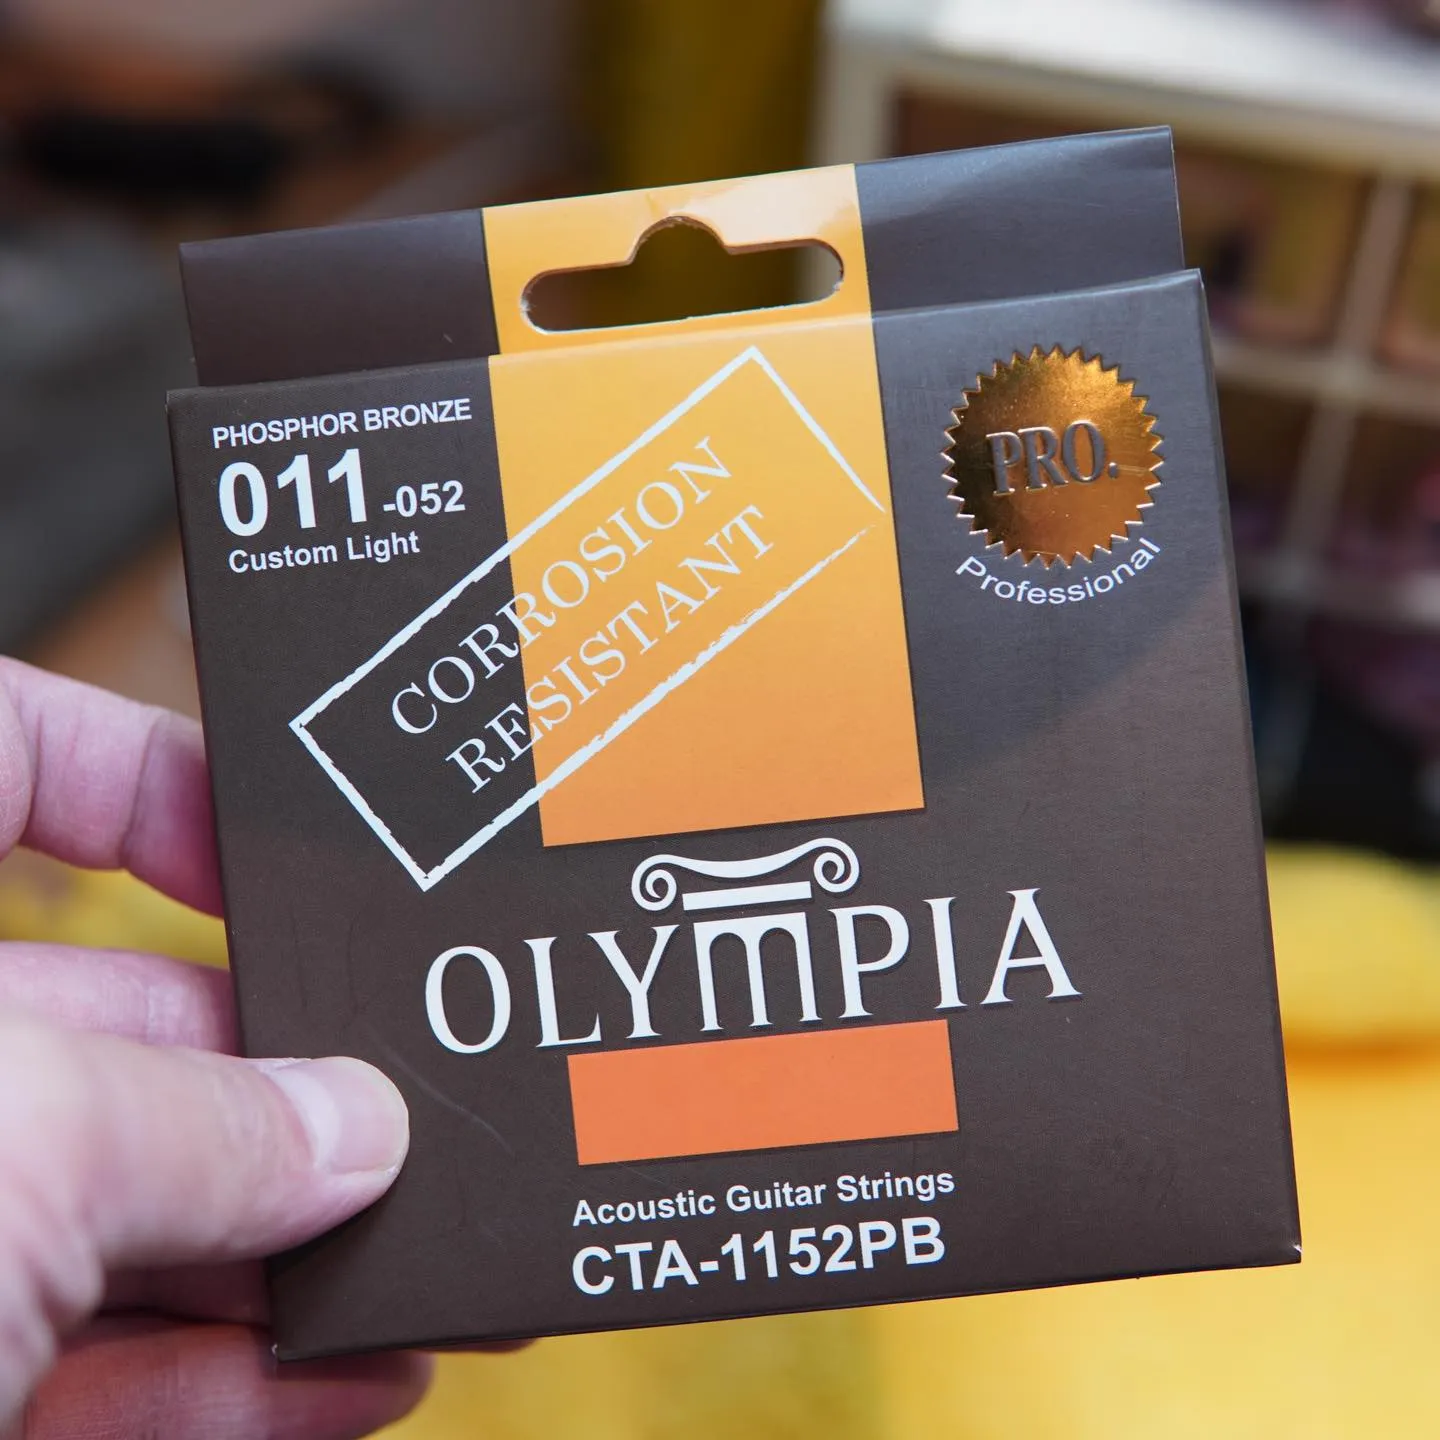 PHOSPHOR BRONZE
011-052
Custom Light
CORROSION
RESISTANT
PRO.
Professional
OLYMPIA
Acoustic Guitar Strings
CTA-1152PB